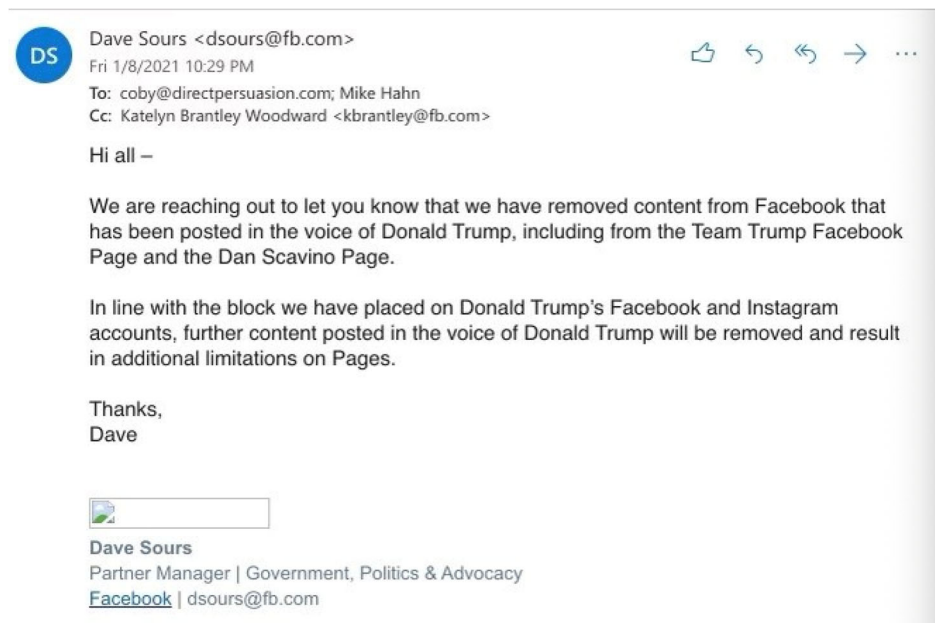 DS
Dave Sours <dsours@fb.com>
Fri 1/8/2021 10:29 PM
To: coby@directpersuasion.com; Mike Hahn
Cc: Katelyn Brantley Woodward <kbrantley@fb.com>
Hi all –
We are reaching out to let you know that we have removed content from Facebook that
has been posted in the voice of Donald Trump, including from the Team Trump Facebook
Page and the Dan Scavino Page.
In line with the block we have placed on Donald Trump's Facebook and Instagram
accounts, further content posted in the voice of Donald Trump will be removed and result
in additional limitations on Pages.
Thanks,
Dave
Dave Sours
Partner Manager | Government, Politics & Advocacy
Facebook | dsours@fb.com